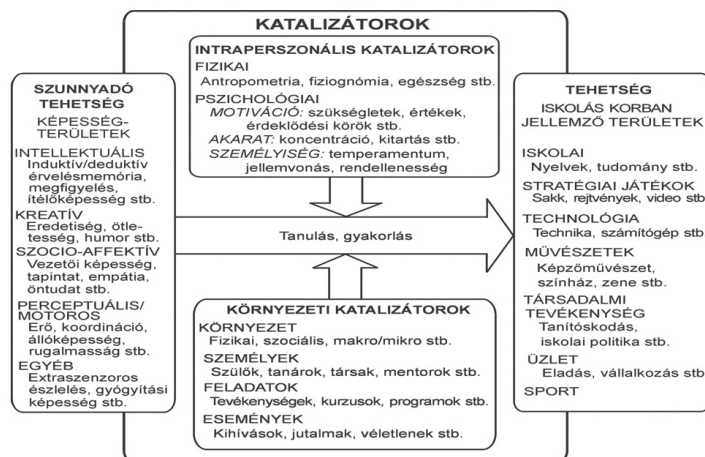 KATALIZÁTOROK
SZUNNYADÓ
TEHETSÉG
KÉPESSÉG-
TERÜLETEK
INTELLEKTUÁLIS
Induktív/deduktív
érvelésmemória,
megfigyelés,
ítélőképesség stb.
KREATÍV
Eredetiség, ötle-
tesség, humor stb.
SZOCIO-AFFEKTÍV
Vezetői képesség,
tapintat, empátia,
öntudat stb.
PERCEPTUÁLIS/
MOTOROS
Erő, koordináció,
állóképesség,
rugalmasság stb.
EGYÉB
Extraszenzoros
észlelés, gyógyítási
képesség stb.
INTRAPERSZONÁLIS KATALIZÁTOROK
FIZIKAI
Antropometria, fiziognómia, egészség stb.
PSZICHOLÓGIAI
MOTIVÁCIÓ: szükségletek, értékek,
érdeklődési körök stb.
AKARAT: koncentráció, kitartás stb.
SZEMÉLYISÉG: temperamentum,
jellemvonás, rendellenesség
Tanulás, gyakorlás
KÖRNYEZETI KATALIZÁTOROK
KÖRNYEZET
Fizikai, szociális, makro/mikro stb.
SZEMÉLYEK
Szülők, tanárok, társak, mentorok stb.
FELADATOK
Tevékenységek, kurzusok, programok stb.
ESEMÉNYEK
Kihívások, jutalmak, véletlenek stb.
TEHETSÉG
ISKOLÁS KORBAN
JELLEMZŐ TERÜLETEK
ISKOLAI
Nyelvek, tudomány stb.
STRATÉGIAI JÁTÉKOK
Sakk, rejtvények, video stb
TECHNOLÓGIA
Technika, számítógép stb.
MŰVÉSZETEK
Képzőművészet,
színház, zene stb.
TÁRSADALMI
TEVÉKENYSÉG
Tanítóskodás,
iskolai politika stb.
ÜZLET
Eladás, vállalkozás stb
SPORT